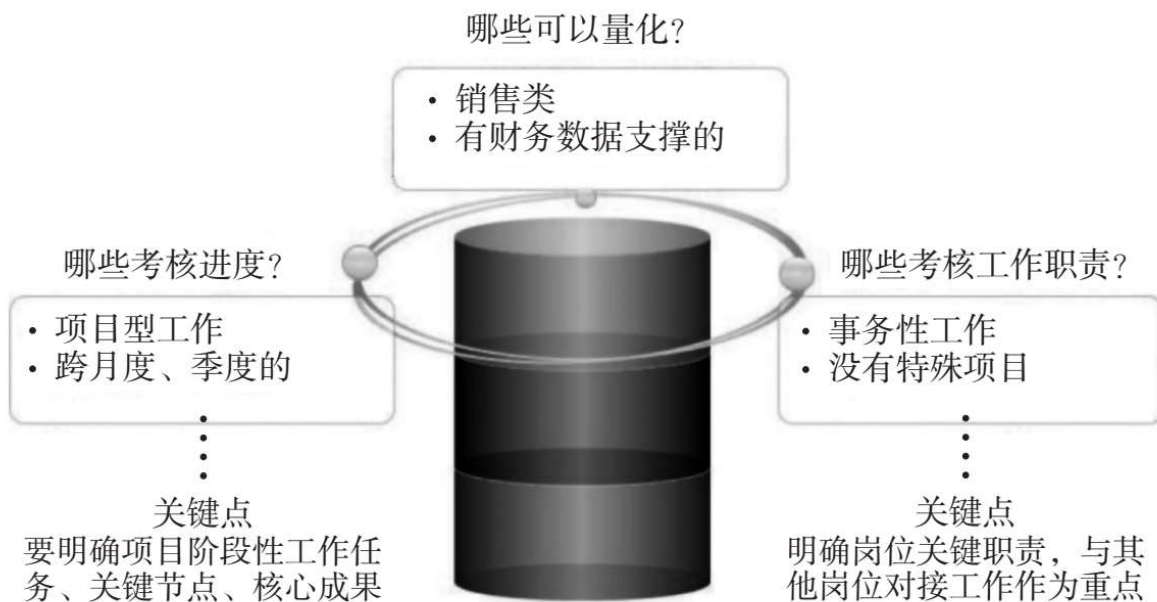 哪些可以量化？
· 销售类
· 有财务数据支撑的
哪些考核进度？
· 项目型工作
· 跨月度、季度的
关键点
要明确项目阶段性工作任
务、关键节点、核心成果
哪些考核工作职责？
· 事务性工作
· 没有特殊项目
关键点
明确岗位关键职责，与其
他岗位对接工作作为重点